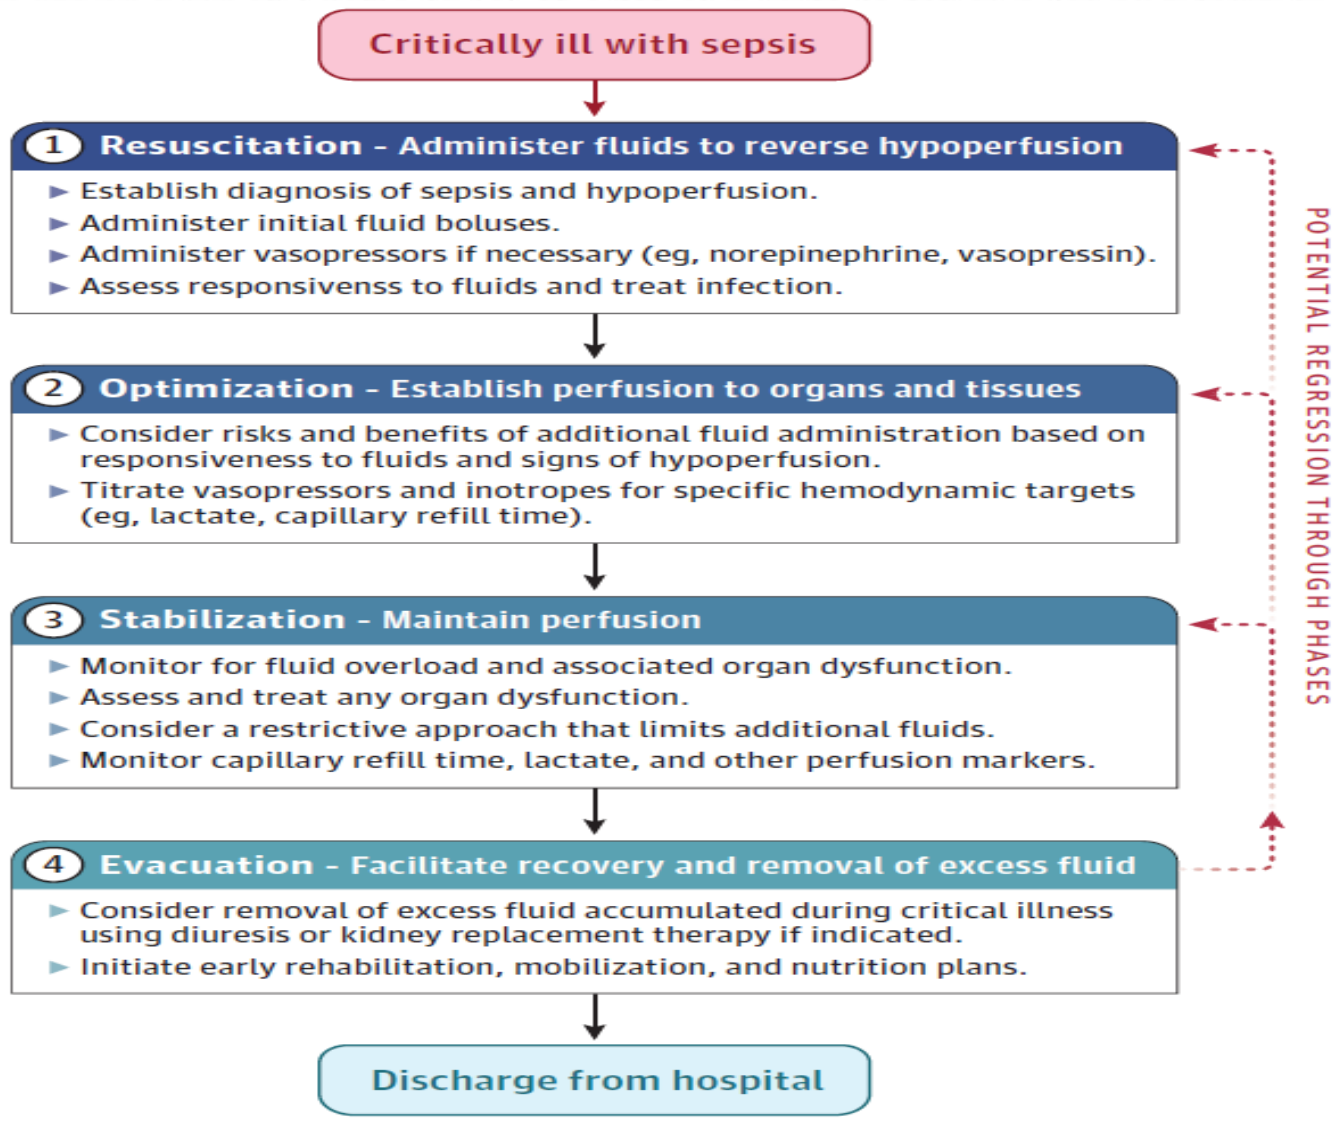 Critically ill with sepsis
1 Resuscitation - Administer fluids to reverse hypoperfusion
► Establish diagnosis of sepsis and hypoperfusion.
► Administer initial fluid boluses.
► Administer vasopressors if necessary (eg, norepinephrine, vasopressin).
► Assess responsivenss to fluids and treat infection.
2 Optimization - Establish perfusion to organs and tissues
► Consider risks and benefits of additional fluid administration based on
responsiveness to fluids and signs of hypoperfusion.
► Titrate vasopressors and inotropes for specific hemodynamic targets
(eg, lactate, capillary refill time).
3 Stabilization - Maintain perfusion
► Monitor for fluid overload and associated organ dysfunction.
► Assess and treat any organ dysfunction.
► Consider a restrictive approach that limits additional fluids.
► Monitor capillary refill time, lactate, and other perfusion markers.
4 Evacuation - Facilitate recovery and removal of excess fluid
► Consider removal of excess fluid accumulated during critical illness
using diuresis or kidney replacement therapy if indicated.
► Initiate early rehabilitation, mobilization, and nutrition plans.
Discharge from hospital
POTENTIAL REGRESSION THROUGH PHASES